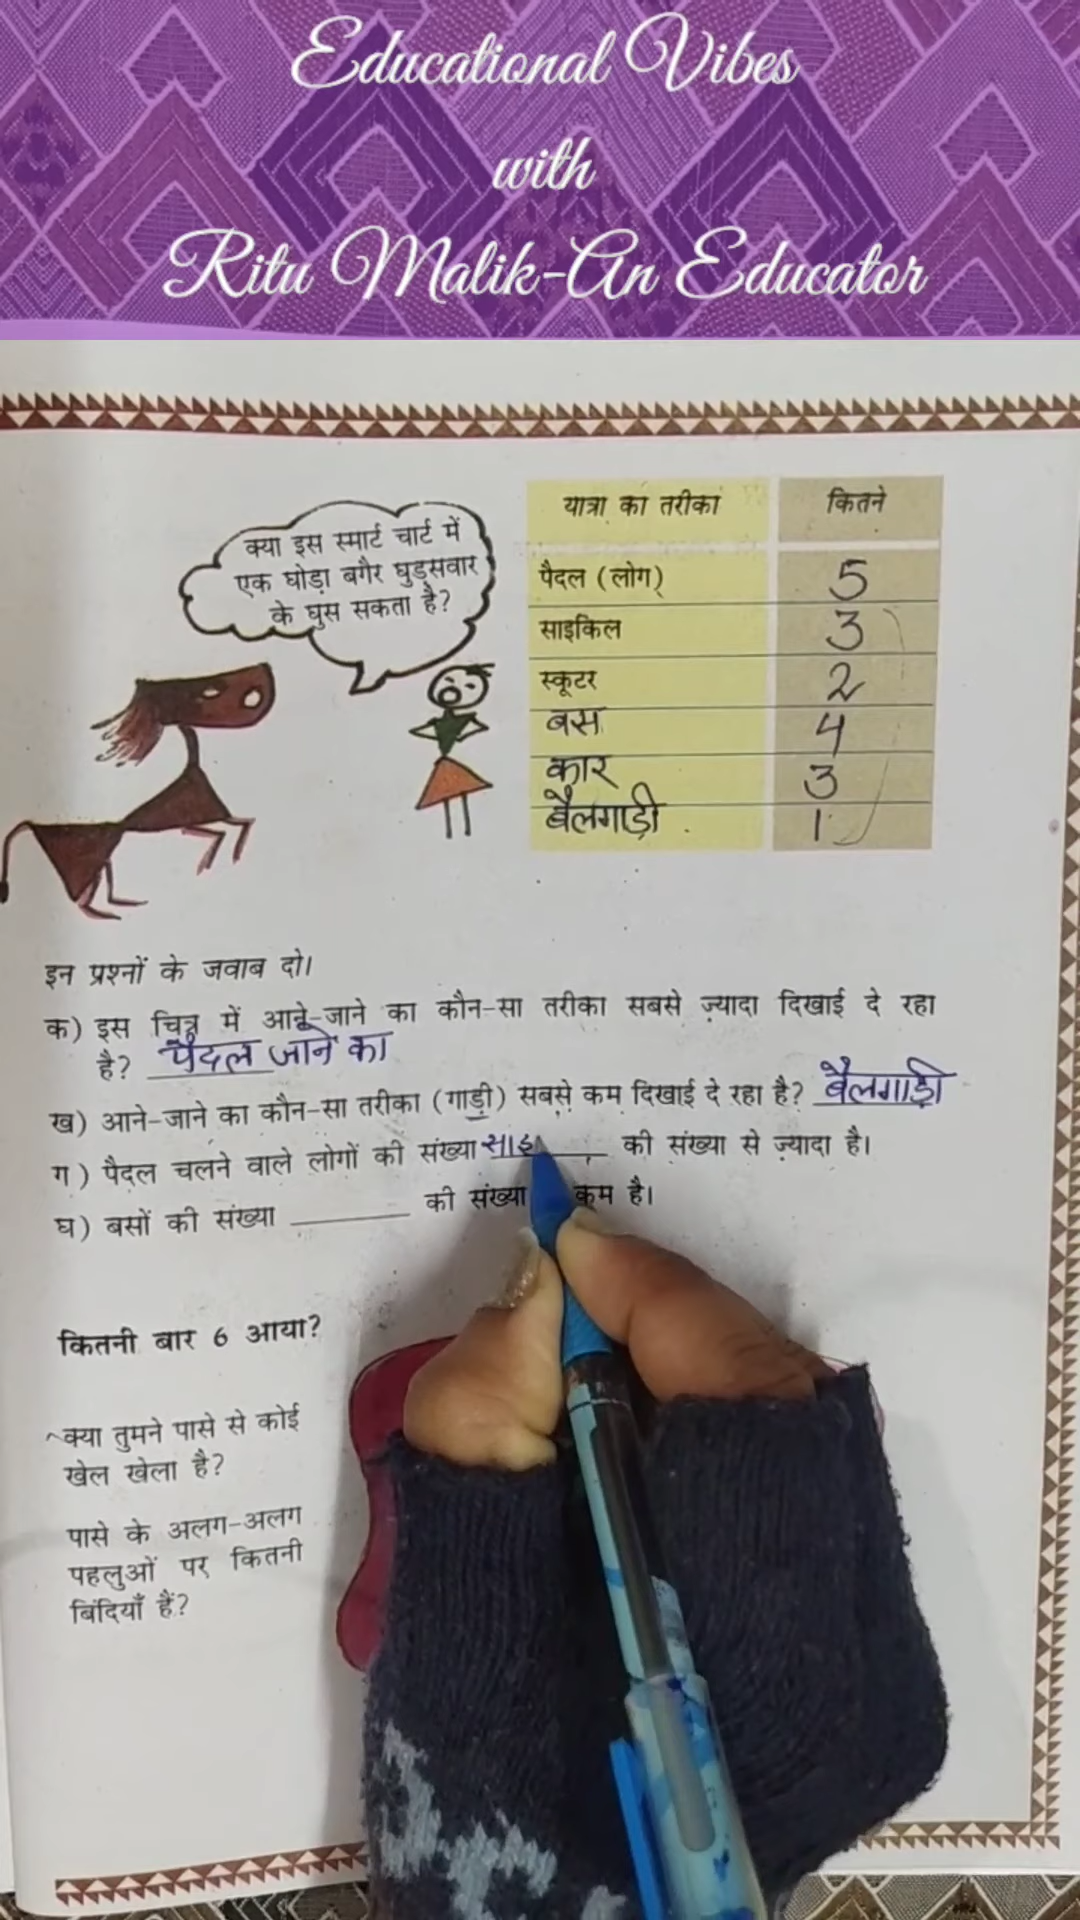 Educational Vibes
with
Ritu Malik-An Educator
क्या इस स्मार्ट चार्ट में
एक घोड़ा बगैर घुड़सवार
के घुस सकता है?
यात्रा का तरीका कितने
पैदल (लोग) 5
साइकिल 3
स्कूटर 2
बस 4
कार 3
बैलगाड़ी 1
इन प्रश्नों के जवाब दो।
क) इस चित्र में आने-जाने का कौन-सा तरीका सबसे ज़्यादा दिखाई दे रहा
है? पैदल जाने का
ख) आने-जाने का कौन-सा तरीका (गाड़ी) सबसे कम दिखाई दे रहा है? बैलगाड़ी
ग) पैदल चलने वाले लोगों की संख्या साइ की संख्या से ज़्यादा है।
घ) बसों की संख्या ________ की संख्या कम है।
कितनी बार 6 आया?
क्या तुमने पासे से कोई
खेल खेला है?
पासे के अलग-अलग
पहलुओं पर कितनी
बिंदियाँ हैं?